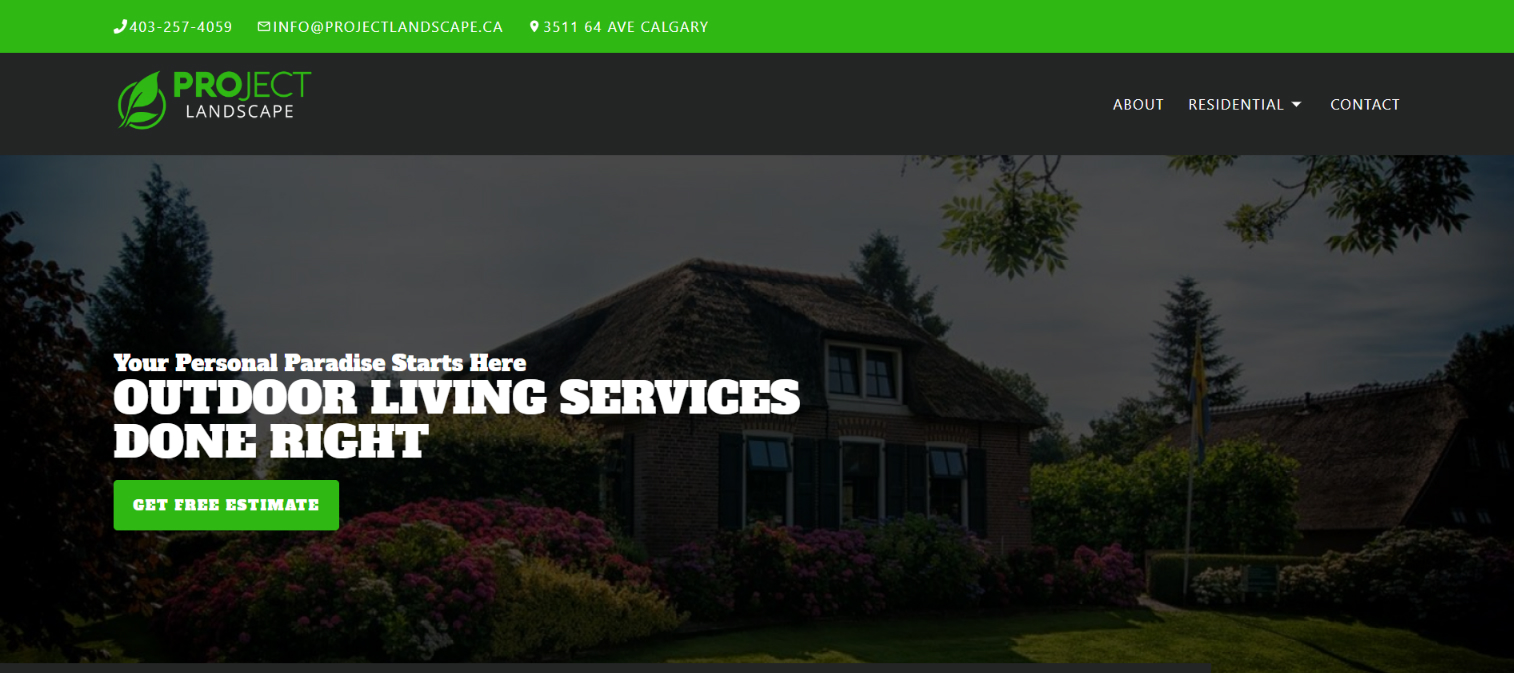 403-257-4059 INFO@PROJECTLANDSCAPE.CA 3511 64 AVE CALGARY
PROJECT
LANDSCAPE
ABOUT RESIDENTIAL CONTACT
Your Personal Paradise Starts Here
OUTDOOR LIVING SERVICES
DONE RIGHT
GET FREE ESTIMATE